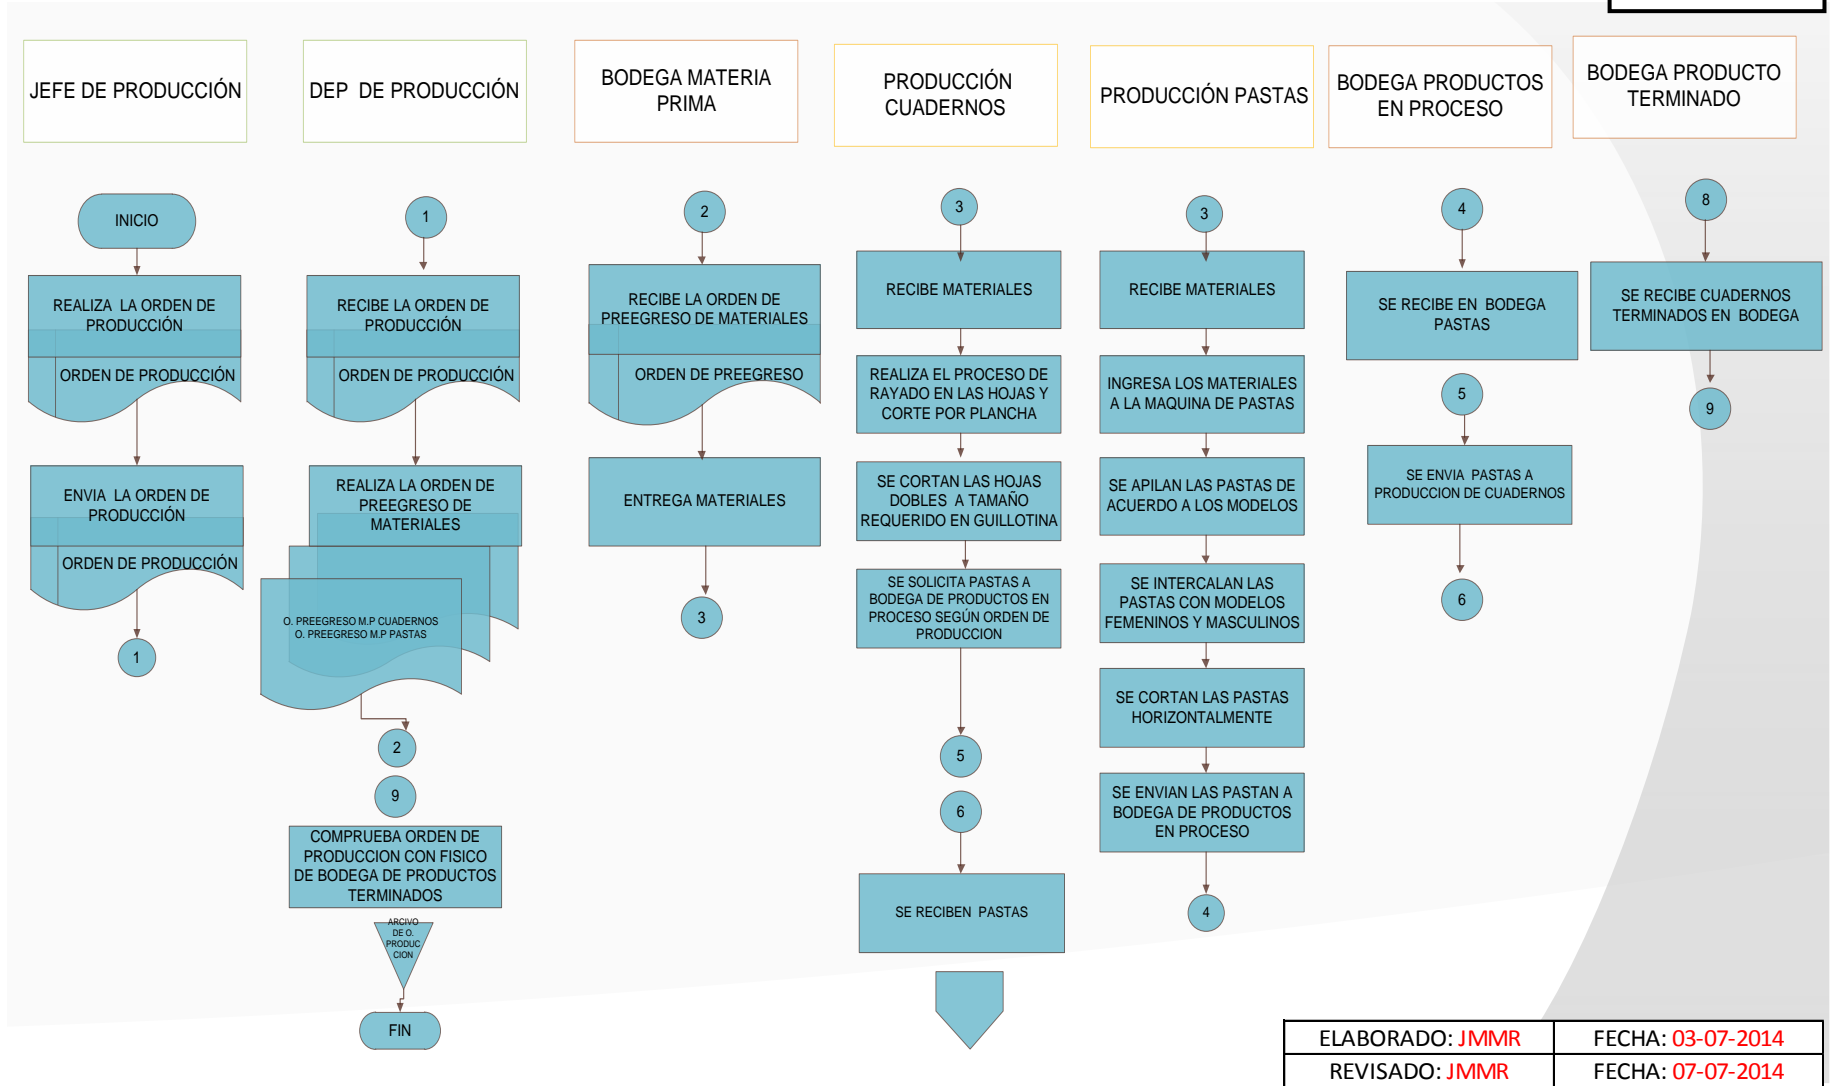 JEFE DE PRODUCCIÓN
DEP DE PRODUCCIÓN
BODEGA MATERIA
PRIMA
PRODUCCIÓN
CUADERNOS
PRODUCCIÓN PASTAS
BODEGA PRODUCTOS
EN PROCESO
BODEGA PRODUCTO
TERMINADO
INICIO
REALIZA LA ORDEN DE
PRODUCCIÓN
ORDEN DE PRODUCCIÓN
ENVIA LA ORDEN DE
PRODUCCIÓN
ORDEN DE PRODUCCIÓN
1
1
RECIBE LA ORDEN DE
PRODUCCIÓN
ORDEN DE PRODUCCIÓN
REALIZA LA ORDEN DE
PREEGRESO DE
MATERIALES
O. PREEGRESO M.P CUADERNOS
O. PREEGRESO M.P PASTAS
2
9
COMPRUEBA ORDEN DE
PRODUCCION CON FISICO
DE BODEGA DE PRODUCTOS
TERMINADOS
ARCIVO
DE O.
PRODUC
CION
FIN
2
RECIBE LA ORDEN DE
PREEGRESO DE MATERIALES
ORDEN DE PREEGRESO
ENTREGA MATERIALES
3
3
RECIBE MATERIALES
REALIZA EL PROCESO DE
RAYADO EN LAS HOJAS Y
CORTE POR PLANCHA
SE CORTAN LAS HOJAS
DOBLES A TAMAÑO
REQUERIDO EN GUILLOTINA
SE SOLICITA PASTAS A
BODEGA DE PRODUCTOS EN
PROCESO SEGÚN ORDEN DE
PRODUCCION
5
6
SE RECIBEN PASTAS
3
RECIBE MATERIALES
INGRESA LOS MATERIALES
A LA MAQUINA DE PASTAS
SE APILAN LAS PASTAS DE
ACUERDO A LOS MODELOS
SE INTERCALAN LAS
PASTAS CON MODELOS
FEMENINOS Y MASCULINOS
SE CORTAN LAS PASTAS
HORIZONTALMENTE
SE ENVIAN LAS PASTAN A
BODEGA DE PRODUCTOS
EN PROCESO
4
4
SE RECIBE EN BODEGA
PASTAS
5
SE ENVIA PASTAS A
PRODUCCION DE CUADERNOS
6
8
SE RECIBE CUADERNOS
TERMINADOS EN BODEGA
9
ELABORADO: JMMR FECHA: 03-07-2014
REVISADO: JMMR FECHA: 07-07-2014